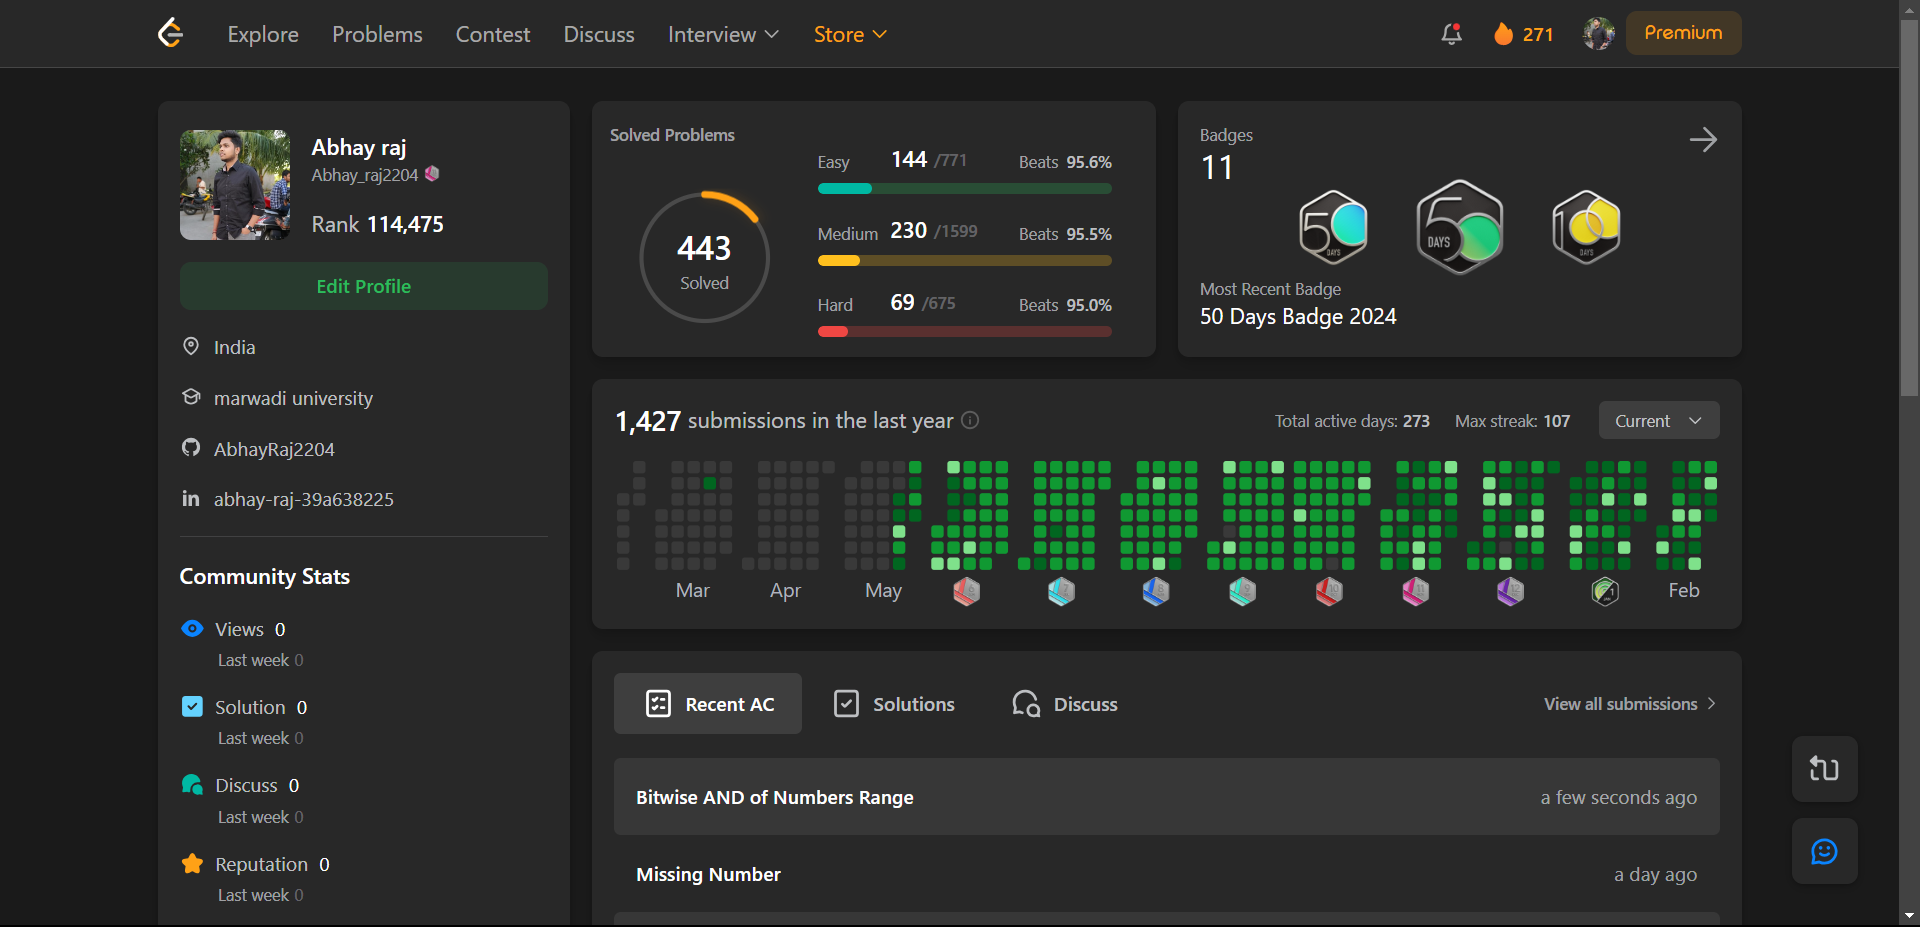 Explore Problems Contest Discuss Interview Store 271 Premium
Abhay raj
Abhay_raj2204
Rank 114,475
Edit Profile
India
marwadi university
AbhayRaj2204
abhay-raj-39a638225
Community Stats
Views 0
Last week 0
Solution 0
Last week 0
Discuss 0
Last week 0
Reputation 0
Last week 0
Solved Problems
443
Solved
Easy 144 /771 Beats 95.6%
Medium 230 /1599 Beats 95.5%
Hard 69 /675 Beats 95.0%
Badges
11
50
DAYS
50
DAYS
100
DAYS
Most Recent Badge
50 Days Badge 2024
1,427 submissions in the last year Total active days: 273 Max streak: 107 Current
Mar Apr May Feb
Recent AC Solutions Discuss View all submissions
Bitwise AND of Numbers Range a few seconds ago
Missing Number a day ago